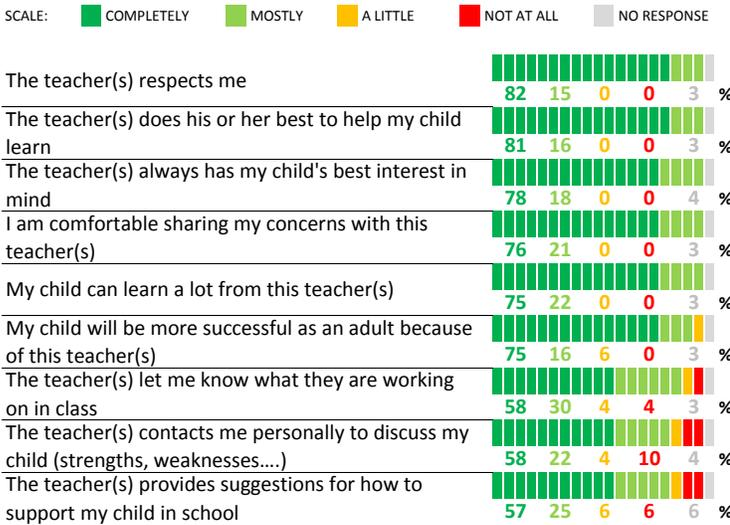 SCALE: COMPLETELY MOSTLY A LITTLE NOT AT ALL NO RESPONSE
The teacher(s) respects me
82 15 0 0 3 %
The teacher(s) does his or her best to help my child
learn
81 16 0 0 3 %
The teacher(s) always has my child's best interest in
mind
78 18 0 0 4 %
I am comfortable sharing my concerns with this
teacher(s)
76 21 0 0 3 %
My child can learn a lot from this teacher(s)
75 22 0 0 3 %
My child will be more successful as an adult because
of this teacher(s)
75 16 6 0 3 %
The teacher(s) let me know what they are working
on in class
58 30 4 4 3 %
The teacher(s) contacts me personally to discuss my
child (strengths, weaknesses....)
58 22 4 10 4 %
The teacher(s) provides suggestions for how to
support my child in school
57 25 6 6 6 %